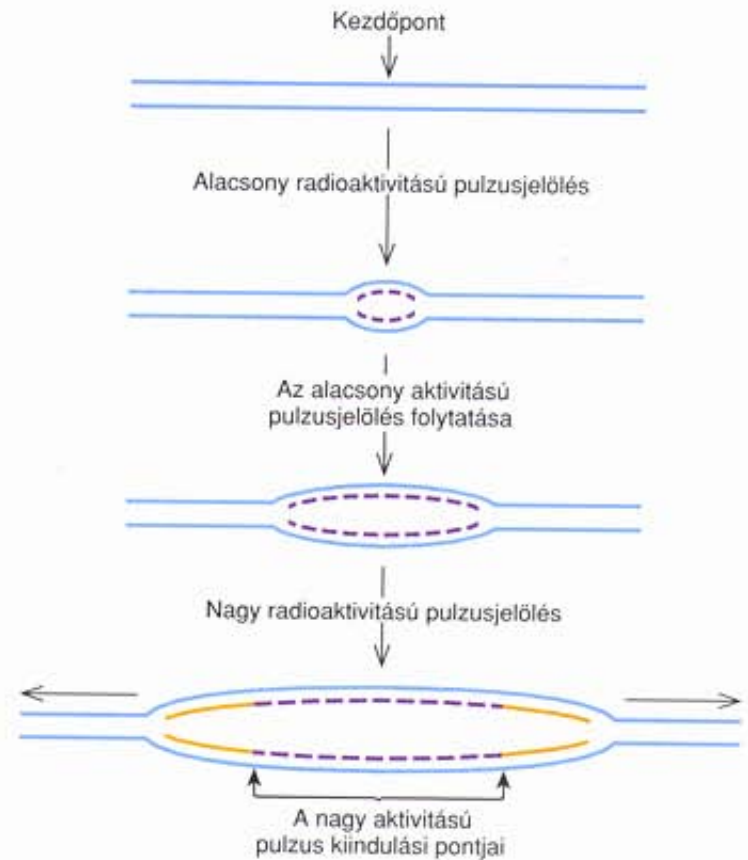 Kezdőpont
Alacsony radioaktivitású pulzusjelölés
Az alacsony aktivitású
pulzusjelölés folytatása
Nagy radioaktivitású pulzusjelölés
A nagy aktivitású
pulzus kiindulási pontjai